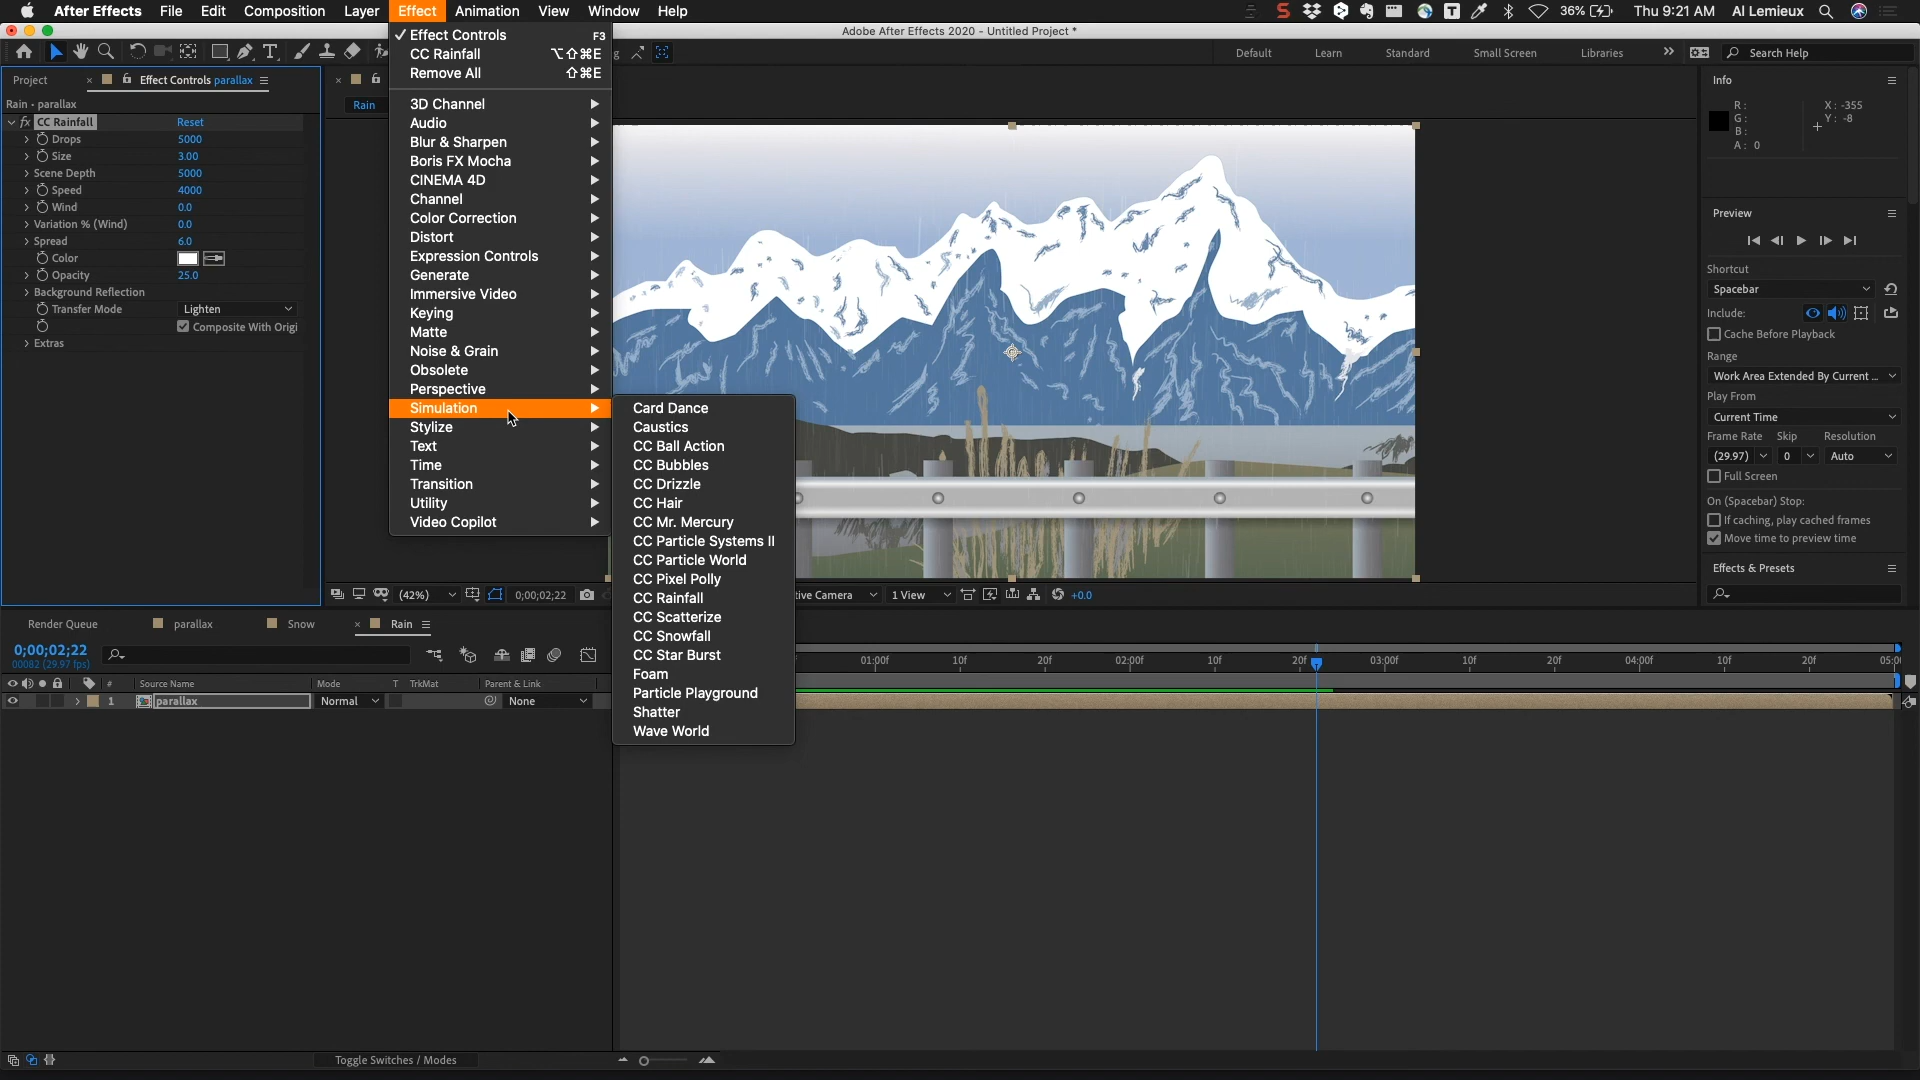 After Effects File Edit Composition Layer Effect Animation View Window Help 36% Thu 9:21 AM Al Lemieux
Adobe After Effects 2020 - Untitled Project *
Default Learn Standard Small Screen Libraries Search Help
Project Effect Controls parallax
Rain • parallax
fx CC Rainfall Reset
Drops 5000
Size 3.00
Scene Depth 5000
Speed 4000
Wind 0.0
Variation % (Wind) 0.0
Spread 6.0
Color
Opacity 25.0
Background Reflection
Transfer Mode Lighten
Composite With Origi
Extras
Effect Controls F3
CC Rainfall ⌥⇧⌘E
Remove All ⇧⌘E
3D Channel
Audio
Blur & Sharpen
Boris FX Mocha
CINEMA 4D
Channel
Color Correction
Distort
Expression Controls
Generate
Immersive Video
Keying
Matte
Noise & Grain
Obsolete
Perspective
Simulation
Stylize
Text
Time
Transition
Utility
Video Copilot
Card Dance
Caustics
CC Ball Action
CC Bubbles
CC Drizzle
CC Hair
CC Mr. Mercury
CC Particle Systems II
CC Particle World
CC Pixel Polly
CC Rainfall
CC Scatterize
CC Snowfall
CC Star Burst
Foam
Particle Playground
Shatter
Wave World
Rain
(42%) 0;00;02;22 tive Camera 1 View +0.0
Info
R: X: -355
G: Y: -8
B:
A: 0
Preview
Shortcut
Spacebar
Include:
Cache Before Playback
Range
Work Area Extended By Current ...
Play From
Current Time
Frame Rate Skip Resolution
(29.97) 0 Auto
Full Screen
On (Spacebar) Stop:
If caching, play cached frames
Move time to preview time
Effects & Presets
Render Queue parallax Snow Rain
0;00;02;22
00082 (29.97 fps)
# Source Name Mode T TrkMat Parent & Link
1 parallax Normal None
01:00f 10f 20f 02:00f 10f 20f 03:00f 10f 20f 04:00f 10f 20f 05:0
Toggle Switches / Modes